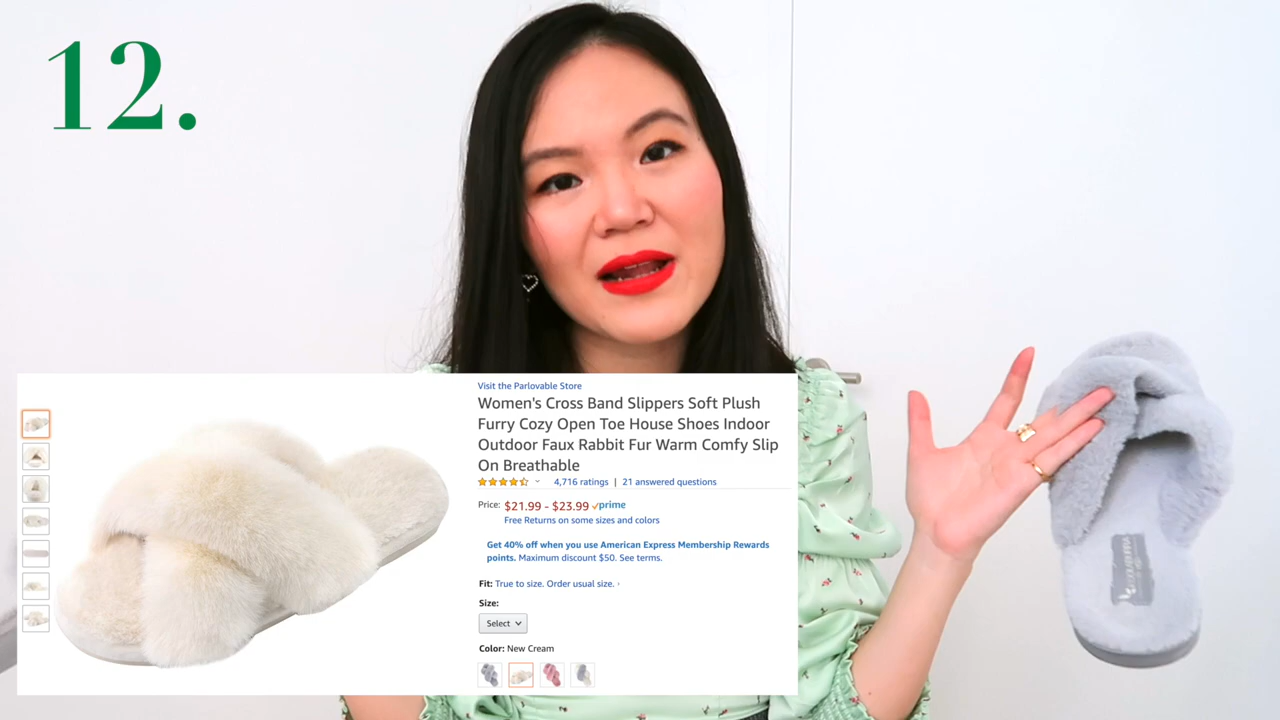 12.
Visit the Parlovable Store
Women's Cross Band Slippers Soft Plush
Furry Cozy Open Toe House Shoes Indoor
Outdoor Faux Rabbit Fur Warm Comfy Slip
On Breathable
4,716 ratings | 21 answered questions
Price: $21.99 - $23.99 prime
Free Returns on some sizes and colors
Get 40% off when you use American Express Membership Rewards
points. Maximum discount $50. See terms.
Fit: True to size. Order usual size. ›
Size:
Select
Color: New Cream